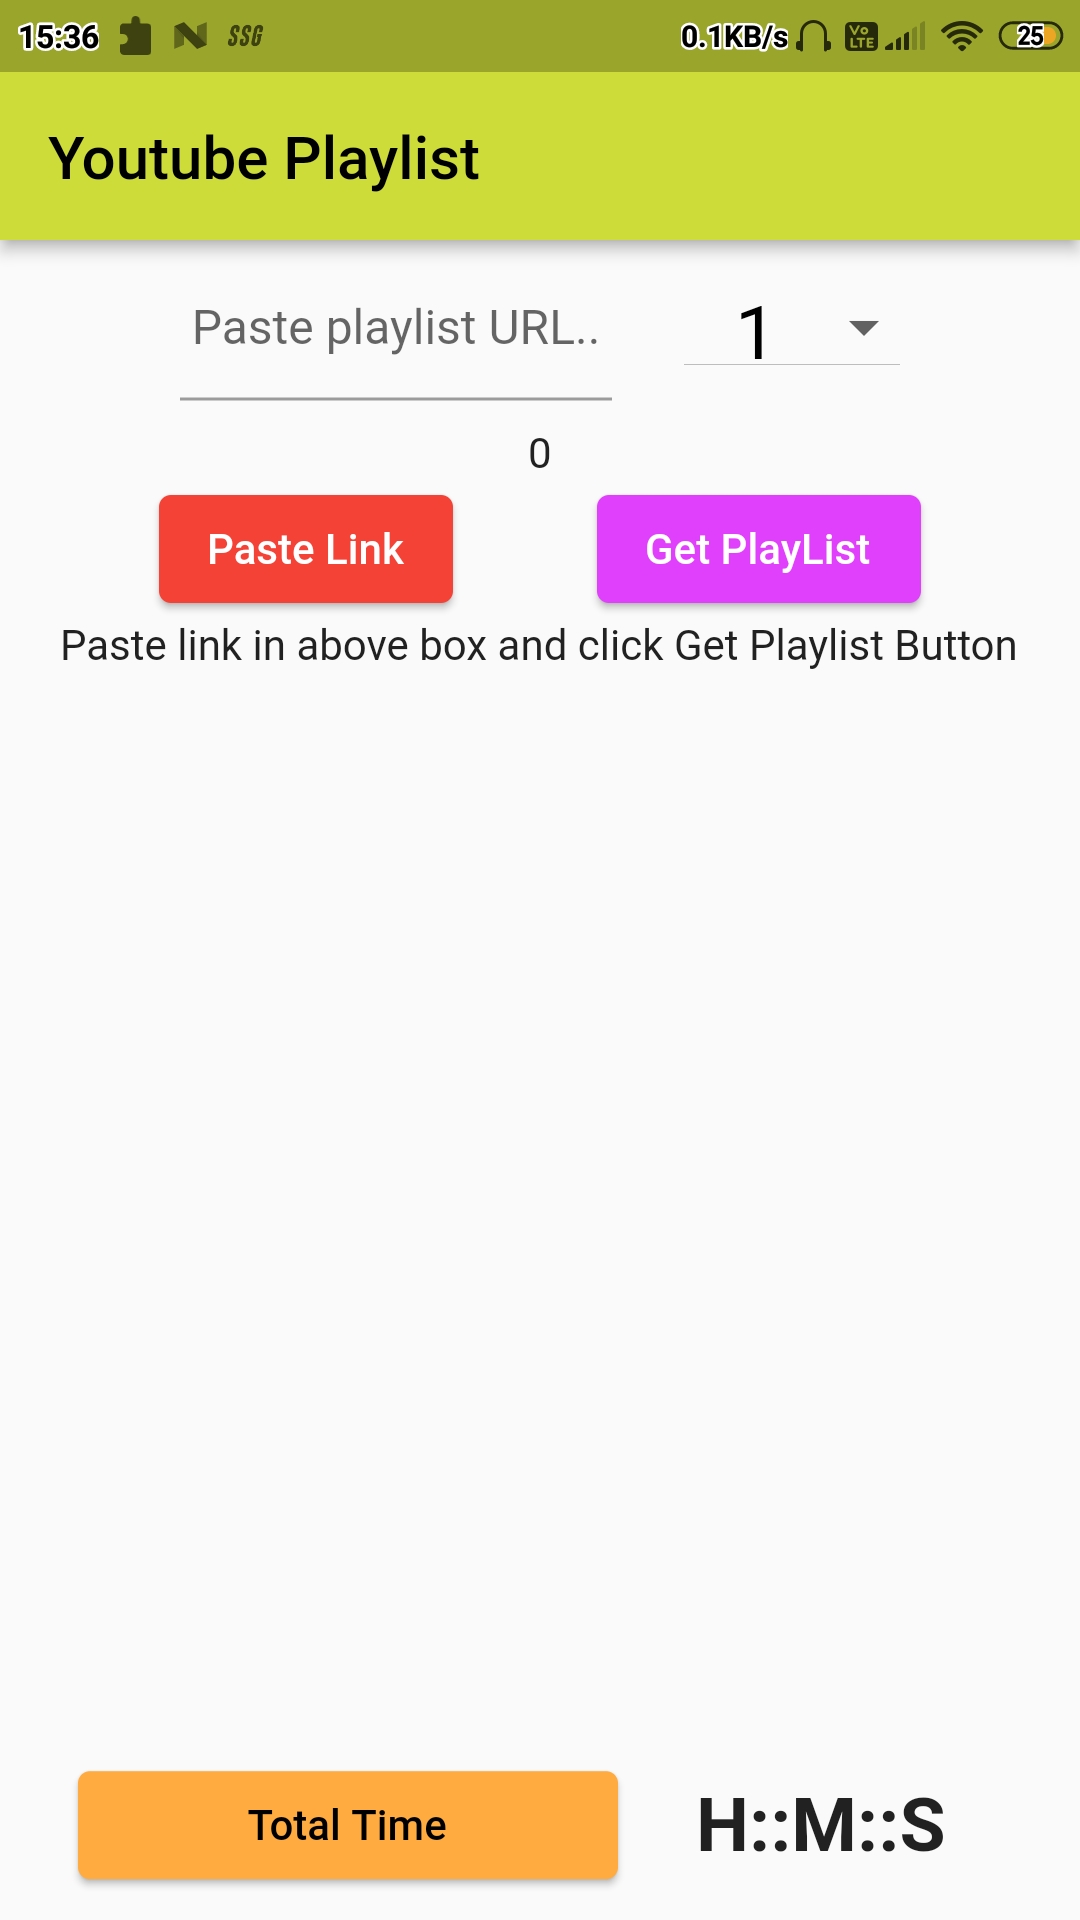 15:36 SSG 0.1KB/s Vo LTE 25
Youtube Playlist
Paste playlist URL.. 1
0
Paste Link Get PlayList
Paste link in above box and click Get Playlist Button
Total Time H::M::S